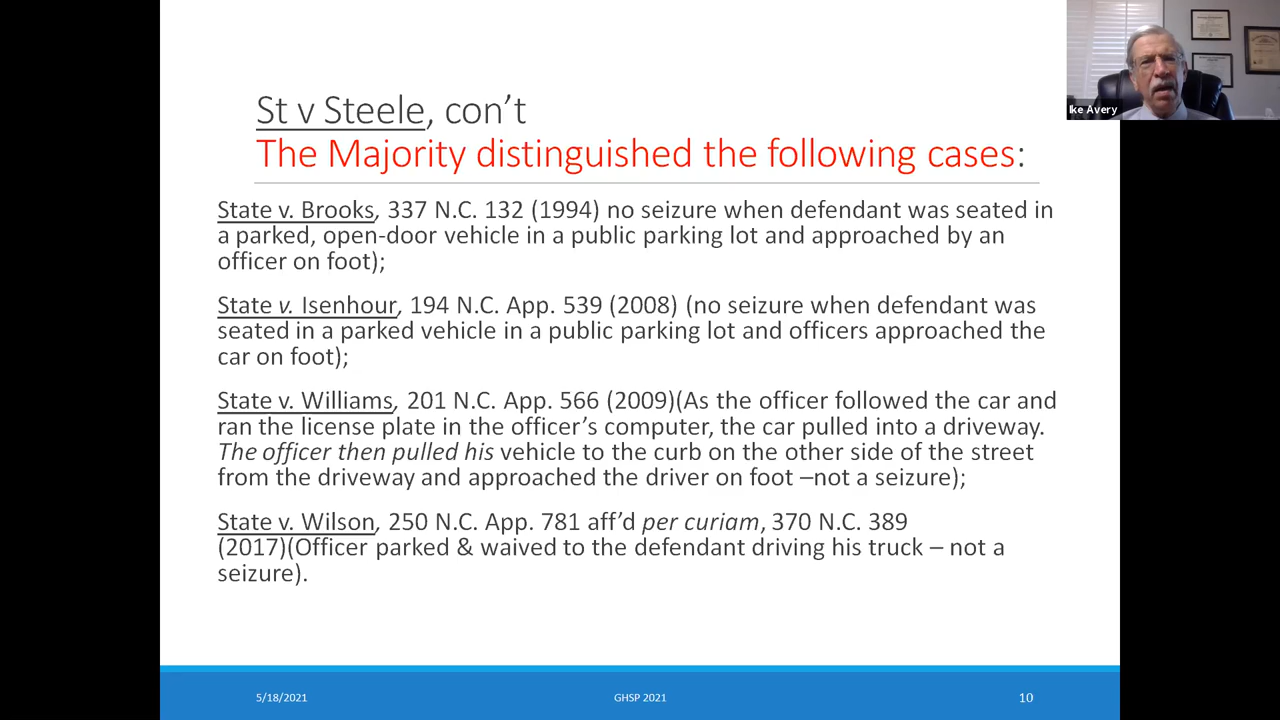 Ike Avery
St v Steele, con’t
The Majority distinguished the following cases:
State v. Brooks, 337 N.C. 132 (1994) no seizure when defendant was seated in
a parked, open-door vehicle in a public parking lot and approached by an
officer on foot);
State v. Isenhour, 194 N.C. App. 539 (2008) (no seizure when defendant was
seated in a parked vehicle in a public parking lot and officers approached the
car on foot);
State v. Williams, 201 N.C. App. 566 (2009)(As the officer followed the car and
ran the license plate in the officer’s computer, the car pulled into a driveway.
The officer then pulled his vehicle to the curb on the other side of the street
from the driveway and approached the driver on foot –not a seizure);
State v. Wilson, 250 N.C. App. 781 aff’d per curiam, 370 N.C. 389
(2017)(Officer parked & waived to the defendant driving his truck – not a
seizure).
5/18/2021
GHSP 2021
10